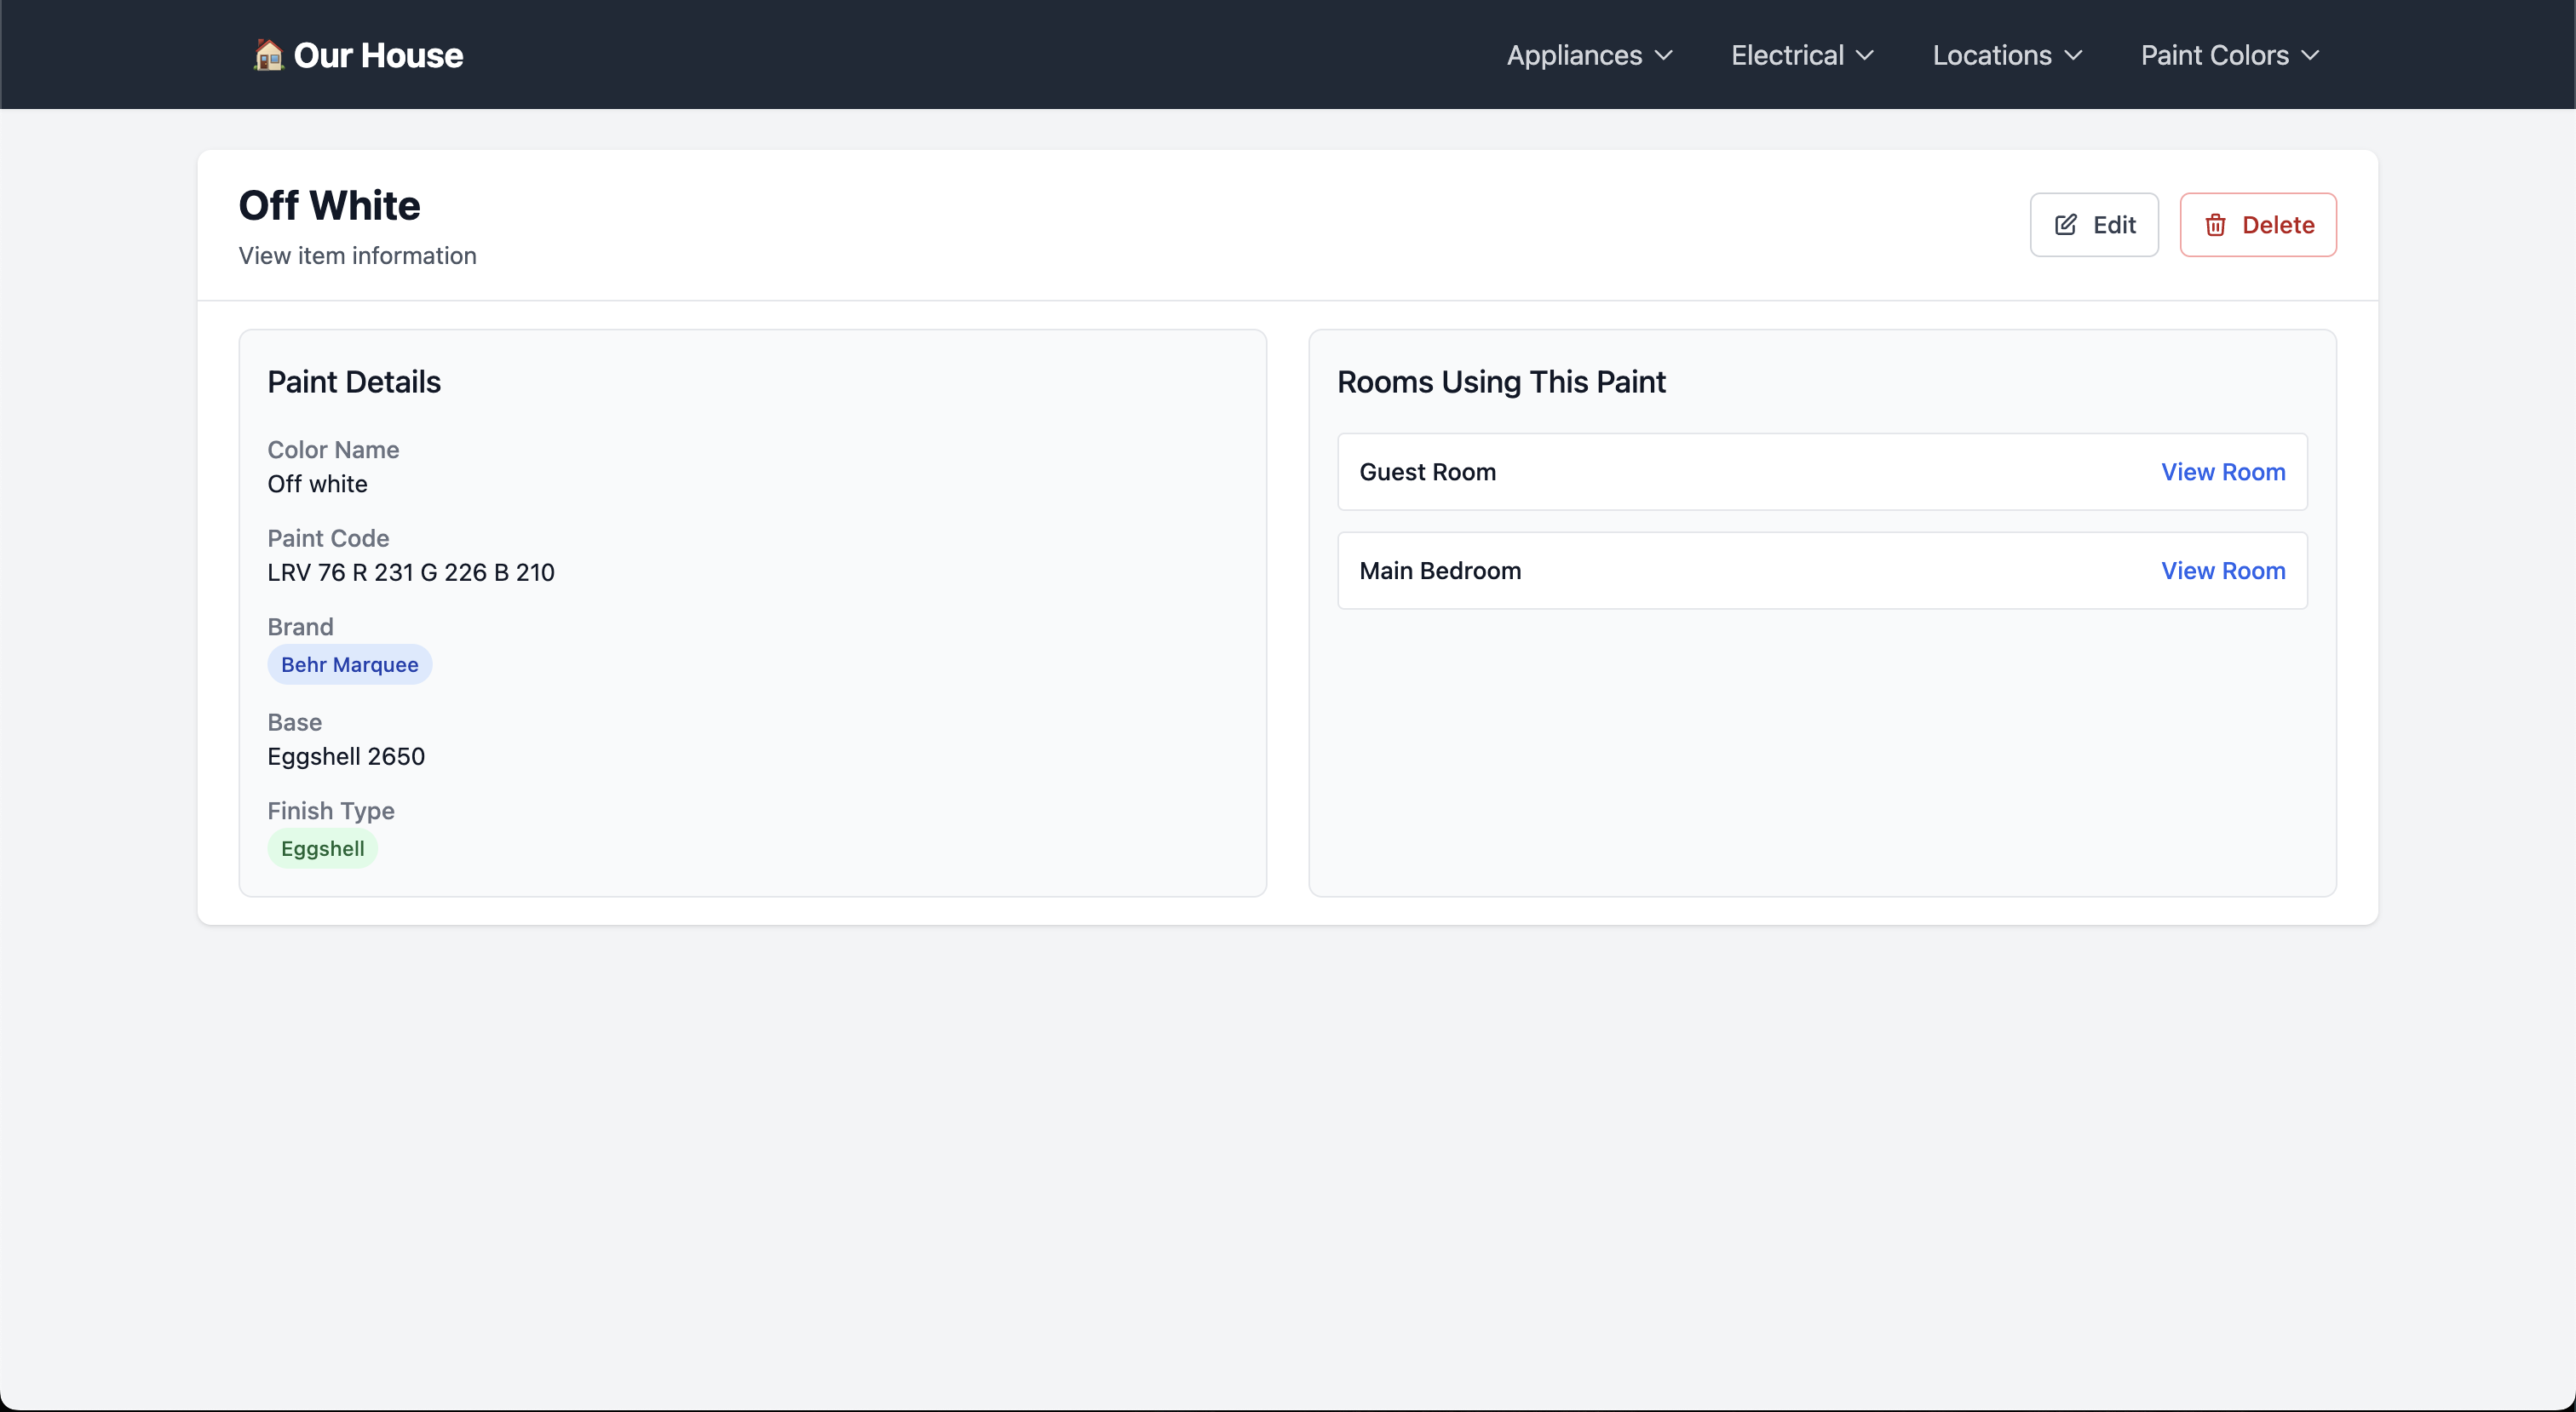 Our House
Appliances
Electrical
Locations
Paint Colors
Off White
View item information
Edit
Delete
Paint Details
Color Name
Off white
Paint Code
LRV 76 R 231 G 226 B 210
Brand
Behr Marquee
Base
Eggshell 2650
Finish Type
Eggshell
Rooms Using This Paint
Guest Room
View Room
Main Bedroom
View Room